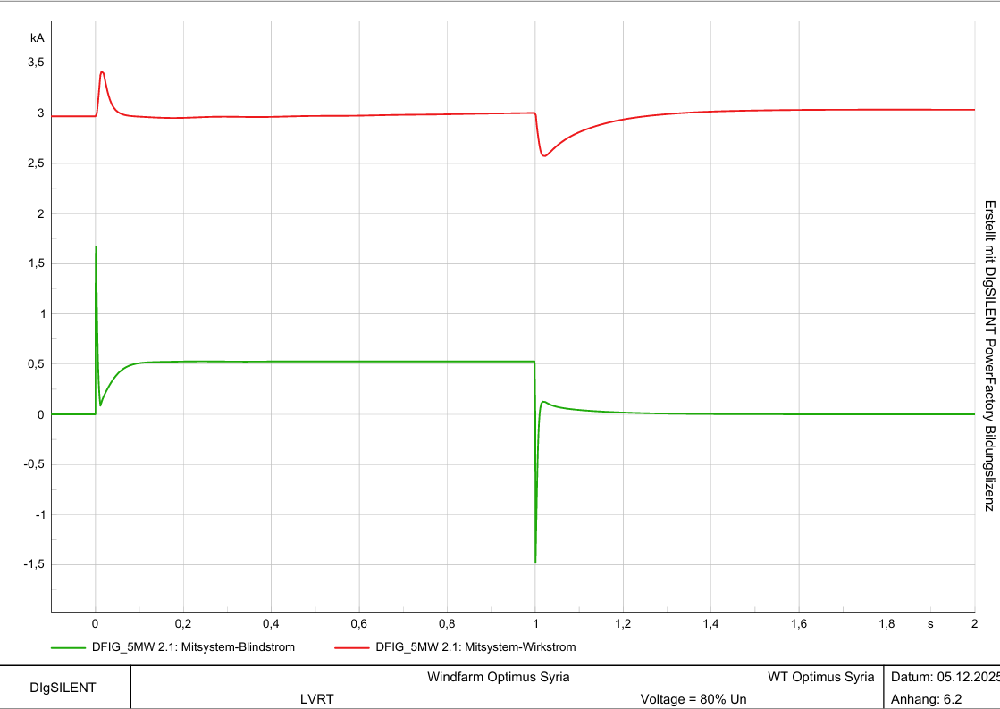 kA
3,5
3
2,5
2
1,5
1
0,5
0
-0,5
-1
-1,5
0 0,2 0,4 0,6 0,8 1 1,2 1,4 1,6 1,8 s 2
DFIG_5MW 2.1: Mitsystem-Blindstrom DFIG_5MW 2.1: Mitsystem-Wirkstrom
Erstellt mit DIgSILENT PowerFactory Bildungslizenz
DIgSILENT
Windfarm Optimus Syria WT Optimus Syria
LVRT Voltage = 80% Un
Datum: 05.12.2025
Anhang: 6.2